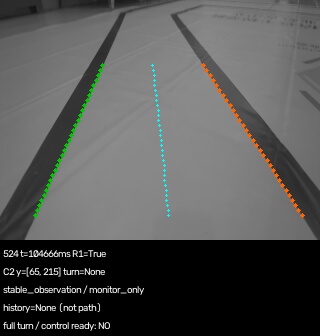 524 t=104666ms R1=True
C2 y=[65, 215] turn=None
stable_observation / monitor_only
history=None (not path)
full turn / control ready: NO